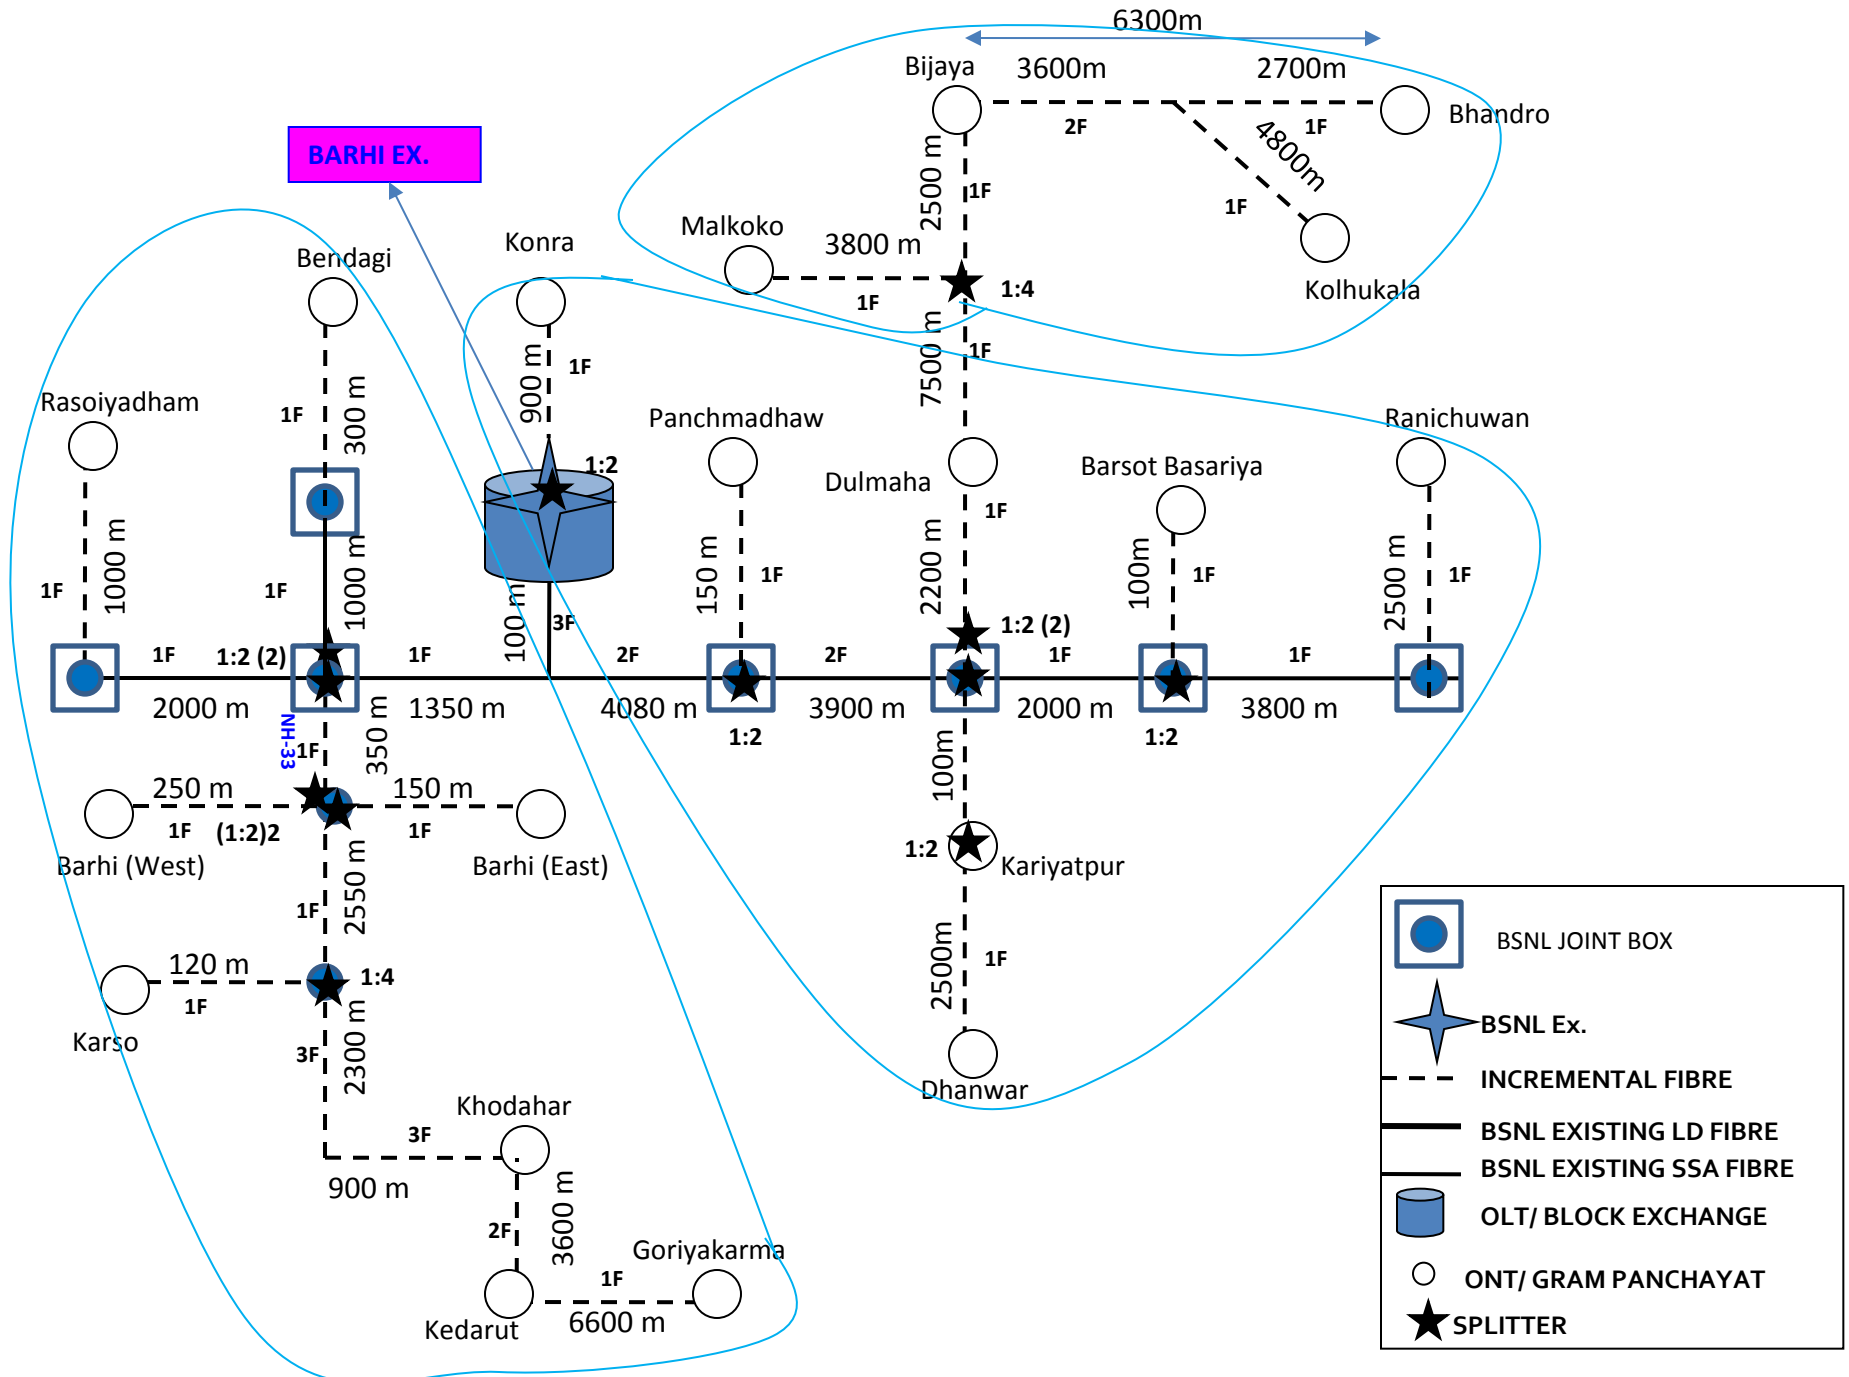 6300m
Bijaya
3600m
2700m
2F
1F
Bhandro
4800m
1F
Kolhukala
BARHI EX.
2500 m
1F
Malkoko
3800 m
1F
1:4
7500 m
1F
Bendagi
Konra
900 m
1F
1:2
Rasoiyadham
1F
300 m
1F
1000 m
1F
1000 m
Panchmadhaw
150 m
1F
Dulmaha
1F
2200 m
1:2 (2)
Barsot Basariya
100m
1F
Ranichuwan
2500 m
1F
100 m
3F
1F
1:2 (2)
1F
2F
2F
1F
1F
2000 m
1350 m
4080 m
3900 m
2000 m
3800 m
1:2
1:2
NH-33
1F
350 m
250 m
150 m
1F
(1:2)2
1F
Barhi (West)
Barhi (East)
100m
1:2
Kariyatpur
1F
2550 m
120 m
1F
1:4
Karso
2500m
1F
Dhanwar
3F
2300 m
Khodahar
3F
900 m
2F
3600 m
Goriyakarma
1F
Kedarut
6600 m
BSNL JOINT BOX
BSNL Ex.
INCREMENTAL FIBRE
BSNL EXISTING LD FIBRE
BSNL EXISTING SSA FIBRE
OLT/ BLOCK EXCHANGE
ONT/ GRAM PANCHAYAT
SPLITTER